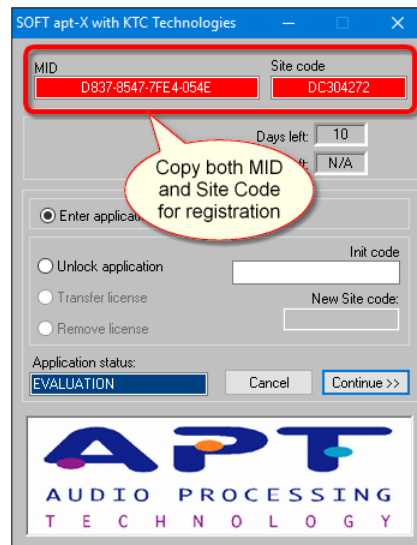 SOFT apt-X with KTC Technologies
MID
Site code
D837-8547-7FE4-054E
DC304272
Days left:
10
N/A
Copy both MID
and Site Code
for registration
Enter
Init code
Unlock application
Transfer license
New Site code:
Remove license
Application status:
EVALUATION
Cancel
Continue >>
APT
AUDIO PROCESSING
TECHNOLOGY